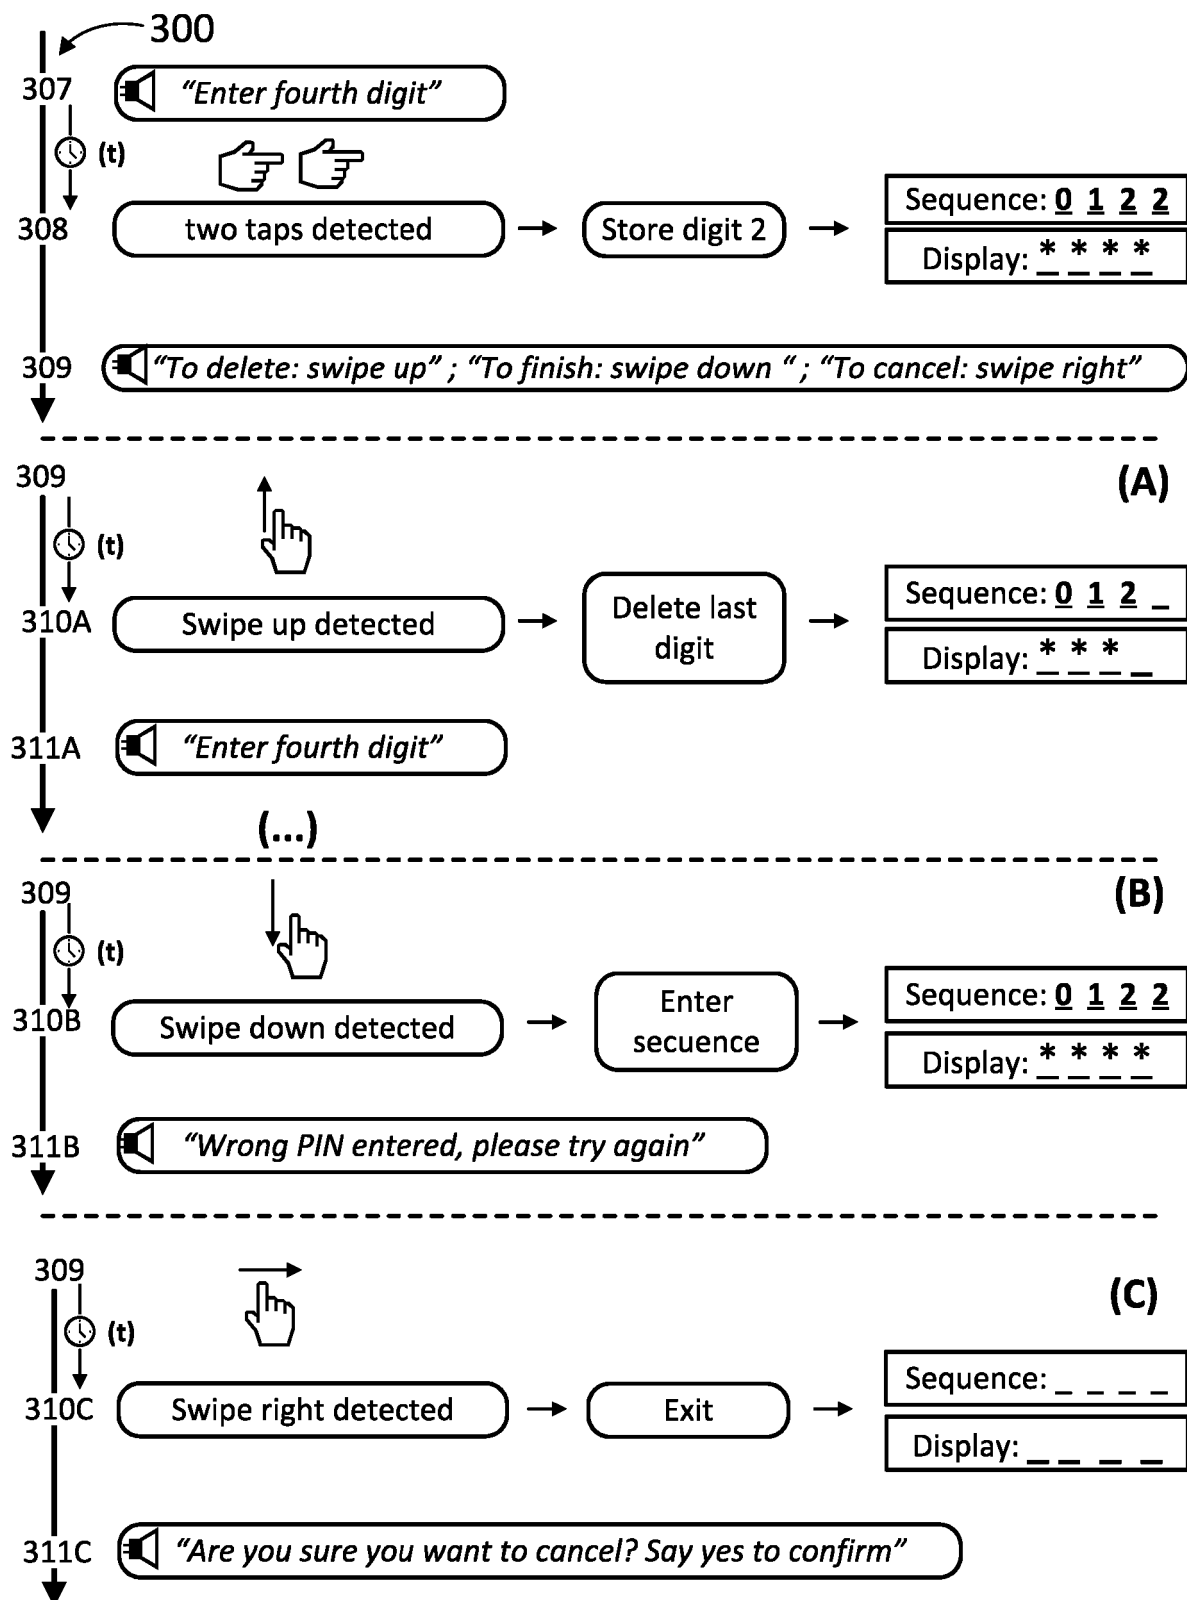 300
307 “Enter fourth digit”
(t)
308 two taps detected Store digit 2 Sequence: 0 1 2 2
Display: * * * *
309 “To delete: swipe up” ; “To finish: swipe down “ ; “To cancel: swipe right”
309 (A)
(t)
310A Swipe up detected Delete last digit Sequence: 0 1 2 _
Display: * * * _
311A “Enter fourth digit”
(...)
309 (B)
(t)
310B Swipe down detected Enter secuence Sequence: 0 1 2 2
Display: * * * *
311B “Wrong PIN entered, please try again”
309 (C)
(t)
310C Swipe right detected Exit Sequence: _ _ _ _
Display: _ _ _ _
311C “Are you sure you want to cancel? Say yes to confirm”